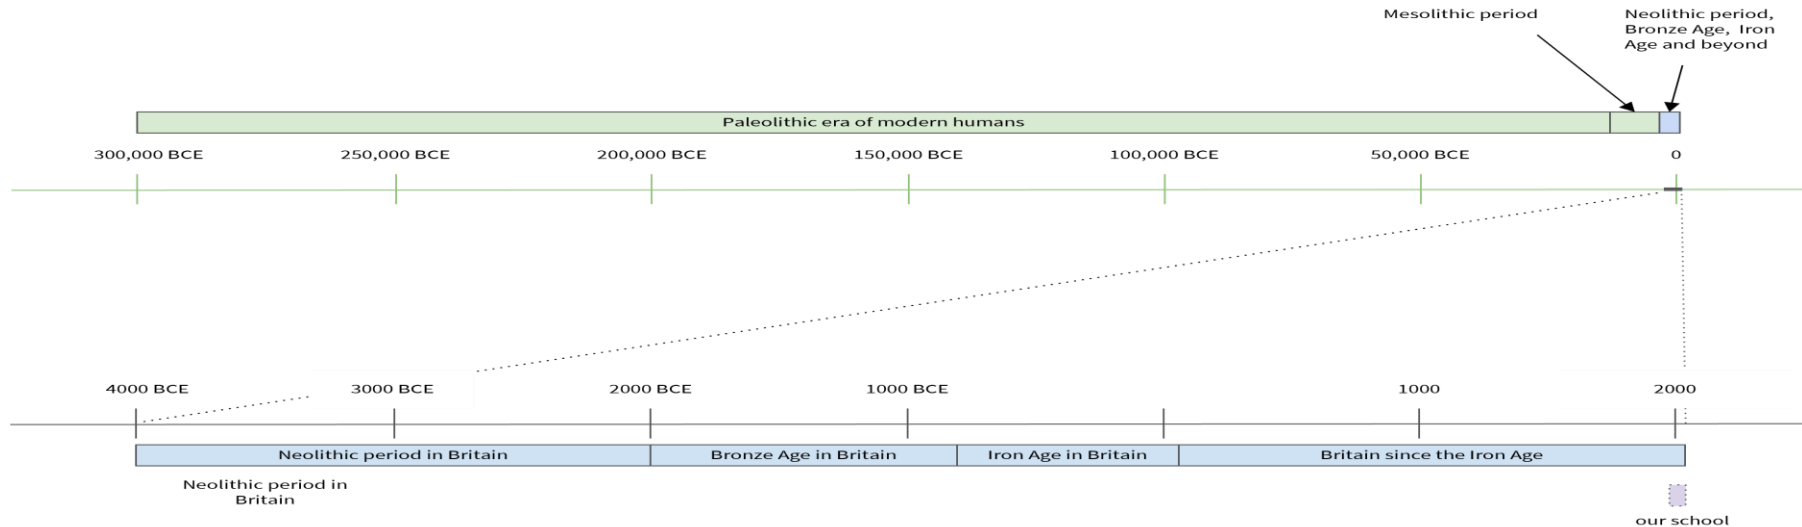 Mesolithic period
Neolithic period,
Bronze Age, Iron
Age and beyond
Paleolithic era of modern humans
300,000 BCE 250,000 BCE 200,000 BCE 150,000 BCE 100,000 BCE 50,000 BCE 0
4000 BCE 3000 BCE 2000 BCE 1000 BCE 1000 2000
Neolithic period in Britain Bronze Age in Britain Iron Age in Britain Britain since the Iron Age
Neolithic period in
Britain
our school